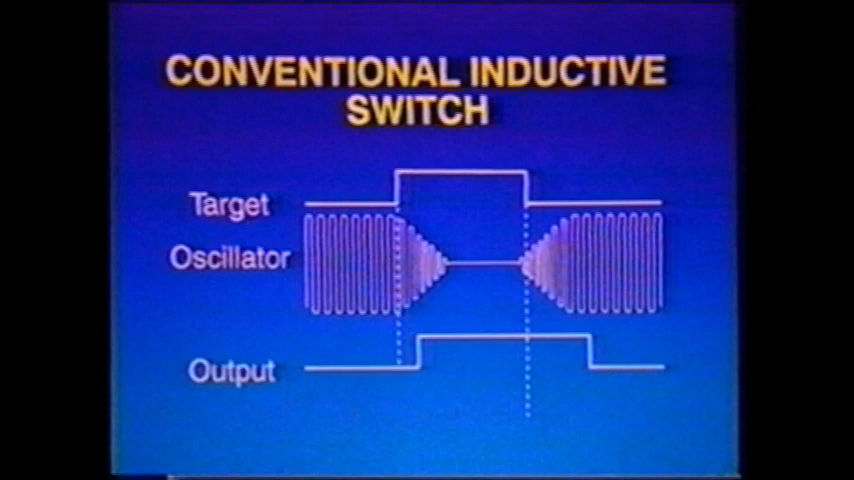 CONVENTIONAL INDUCTIVE
SWITCH
Target
Oscillator
Output